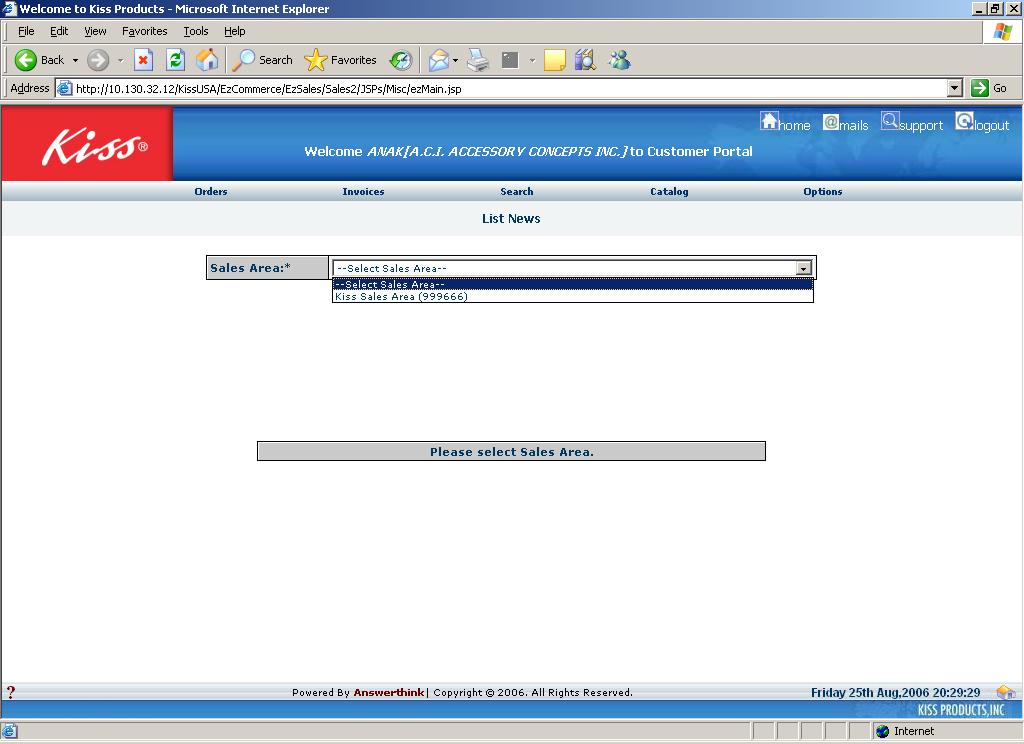 Welcome to Kiss Products - Microsoft Internet Explorer
File Edit View Favorites Tools Help
Back Search Favorites
Address http://10.130.32.12/KissUSA/EzCommerce/EzSales/Sales2/JSPs/Misc/ezMain.jsp Go
home @mails support logout
Kiss®
Welcome ANAK[A.C.I. ACCESSORY CONCEPTS INC.] to Customer Portal
Orders Invoices Search Catalog Options
List News
Sales Area:* --Select Sales Area--
--Select Sales Area--
Kiss Sales Area (999666)
Please select Sales Area.
? Powered By Answerthink| Copyright © 2006. All Rights Reserved. Friday 25th Aug,2006 20:29:29
KISS PRODUCTS,INC
Internet